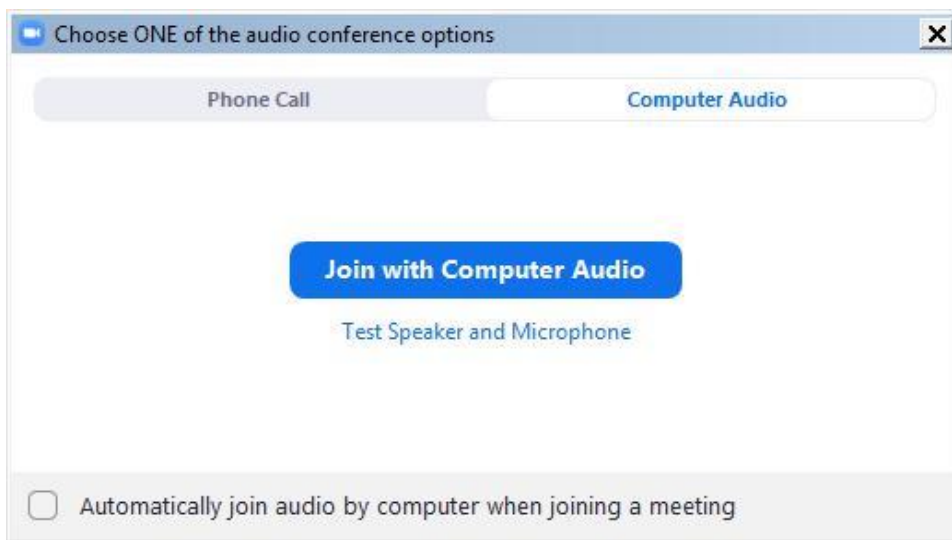 Choose ONE of the audio conference options
Phone Call
Computer Audio
Join with Computer Audio
Test Speaker and Microphone
Automatically join audio by computer when joining a meeting